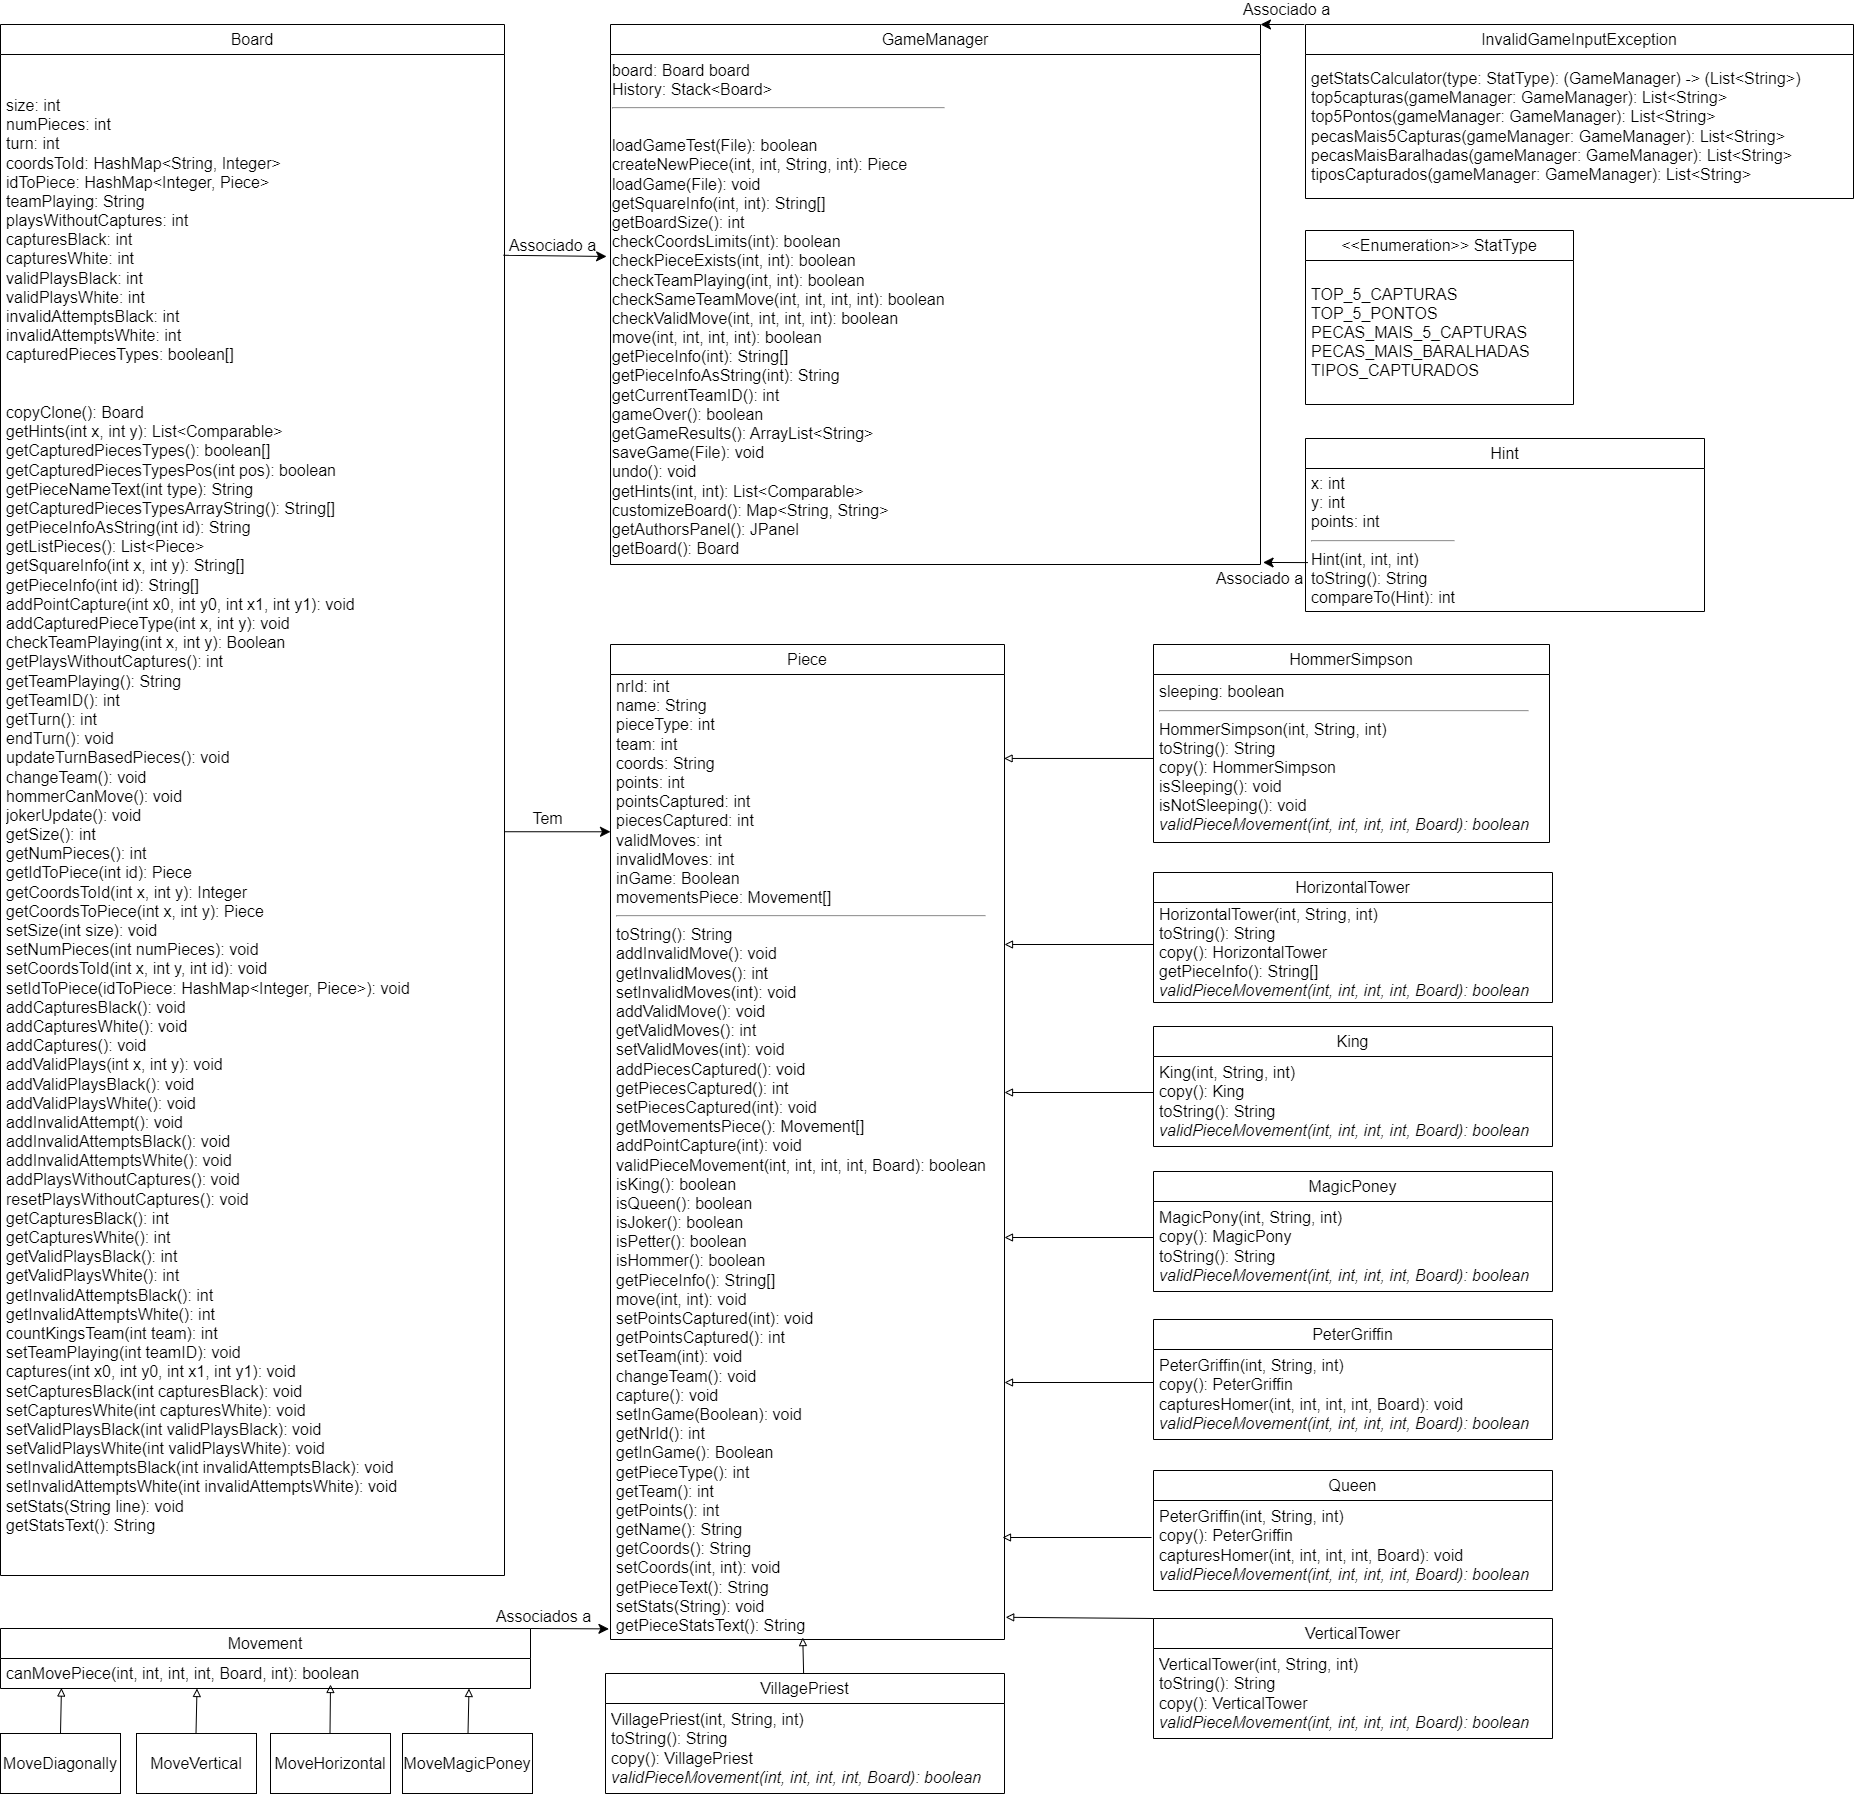 Board
size: int
numPieces: int
turn: int
coordsToId: HashMap<String, Integer>
idToPiece: HashMap<Integer, Piece>
teamPlaying: String
playsWithoutCaptures: int
capturesBlack: int
capturesWhite: int
validPlaysBlack: int
validPlaysWhite: int
invalidAttemptsBlack: int
invalidAttemptsWhite: int
capturedPiecesTypes: boolean[]
copyClone(): Board
getHints(int x, int y): List<Comparable>
getCapturedPiecesTypes(): boolean[]
getCapturedPiecesTypesPos(int pos): boolean
getPieceNameText(int type): String
getCapturedPiecesTypesArrayString(): String[]
getPieceInfoAsString(int id): String
getListPieces(): List<Piece>
getSquareInfo(int x, int y): String[]
getPieceInfo(int id): String[]
addPointCapture(int x0, int y0, int x1, int y1): void
addCapturedPieceType(int x, int y): void
checkTeamPlaying(int x, int y): Boolean
getPlaysWithoutCaptures(): int
getTeamPlaying(): String
getTeamID(): int
getTurn(): int
endTurn(): void
updateTurnBasedPieces(): void
changeTeam(): void
hommerCanMove(): void
jokerUpdate(): void
getSize(): int
getNumPieces(): int
getIdToPiece(int id): Piece
getCoordsToId(int x, int y): Integer
getCoordsToPiece(int x, int y): Piece
setSize(int size): void
setNumPieces(int numPieces): void
setCoordsToId(int x, int y, int id): void
setIdToPiece(idToPiece: HashMap<Integer, Piece>): void
addCapturesBlack(): void
addCapturesWhite(): void
addCaptures(): void
addValidPlays(int x, int y): void
addValidPlaysBlack(): void
addValidPlaysWhite(): void
addInvalidAttempt(): void
addInvalidAttemptsBlack(): void
addInvalidAttemptsWhite(): void
addPlaysWithoutCaptures(): void
resetPlaysWithoutCaptures(): void
getCapturesBlack(): int
getCapturesWhite(): int
getValidPlaysBlack(): int
getValidPlaysWhite(): int
getInvalidAttemptsBlack(): int
getInvalidAttemptsWhite(): int
countKingsTeam(int team): int
setTeamPlaying(int teamID): void
captures(int x0, int y0, int x1, int y1): void
setCapturesBlack(int capturesBlack): void
setCapturesWhite(int capturesWhite): void
setValidPlaysBlack(int validPlaysBlack): void
setValidPlaysWhite(int validPlaysWhite): void
setInvalidAttemptsBlack(int invalidAttemptsBlack): void
setInvalidAttemptsWhite(int invalidAttemptsWhite): void
setStats(String line): void
getStatsText(): String
Associado a
Tem
GameManager
board: Board board
History: Stack<Board>
loadGameTest(File): boolean
createNewPiece(int, int, String, int): Piece
loadGame(File): void
getSquareInfo(int, int): String[]
getBoardSize(): int
checkCoordsLimits(int): boolean
checkPieceExists(int, int): boolean
checkTeamPlaying(int, int): boolean
checkSameTeamMove(int, int, int, int): boolean
checkValidMove(int, int, int, int): boolean
move(int, int, int, int): boolean
getPieceInfo(int): String[]
getPieceInfoAsString(int): String
getCurrentTeamID(): int
gameOver(): boolean
getGameResults(): ArrayList<String>
saveGame(File): void
undo(): void
getHints(int, int): List<Comparable>
customizeBoard(): Map<String, String>
getAuthorsPanel(): JPanel
getBoard(): Board
Associado a
InvalidGameInputException
getStatsCalculator(type: StatType): (GameManager) -> (List<String>)
top5capturas(gameManager: GameManager): List<String>
top5Pontos(gameManager: GameManager): List<String>
pecasMais5Capturas(gameManager: GameManager): List<String>
pecasMaisBaralhadas(gameManager: GameManager): List<String>
tiposCapturados(gameManager: GameManager): List<String>
<<Enumeration>> StatType
TOP_5_CAPTURAS
TOP_5_PONTOS
PECAS_MAIS_5_CAPTURAS
PECAS_MAIS_BARALHADAS
TIPOS_CAPTURADOS
Hint
x: int
y: int
points: int
Hint(int, int, int)
toString(): String
compareTo(Hint): int
Associado a
Piece
nrId: int
name: String
pieceType: int
team: int
coords: String
points: int
pointsCaptured: int
piecesCaptured: int
validMoves: int
invalidMoves: int
inGame: Boolean
movementsPiece: Movement[]
toString(): String
addInvalidMove(): void
getInvalidMoves(): int
setInvalidMoves(int): void
addValidMove(): void
getValidMoves(): int
setValidMoves(int): void
addPiecesCaptured(): void
getPiecesCaptured(): int
setPiecesCaptured(int): void
getMovementsPiece(): Movement[]
addPointCapture(int): void
validPieceMovement(int, int, int, int, Board): boolean
isKing(): boolean
isQueen(): boolean
isJoker(): boolean
isPetter(): boolean
isHommer(): boolean
getPieceInfo(): String[]
move(int, int): void
setPointsCaptured(int): void
getPointsCaptured(): int
setTeam(int): void
changeTeam(): void
capture(): void
setInGame(Boolean): void
getNrId(): int
getInGame(): Boolean
getPieceType(): int
getTeam(): int
getPoints(): int
getName(): String
getCoords(): String
setCoords(int, int): void
getPieceText(): String
setStats(String): void
getPieceStatsText(): String
HommerSimpson
sleeping: boolean
HommerSimpson(int, String, int)
toString(): String
copy(): HommerSimpson
isSleeping(): void
isNotSleeping(): void
validPieceMovement(int, int, int, int, Board): boolean
HorizontalTower
HorizontalTower(int, String, int)
toString(): String
copy(): HorizontalTower
getPieceInfo(): String[]
validPieceMovement(int, int, int, int, Board): boolean
King
King(int, String, int)
copy(): King
toString(): String
validPieceMovement(int, int, int, int, Board): boolean
MagicPoney
MagicPony(int, String, int)
copy(): MagicPony
toString(): String
validPieceMovement(int, int, int, int, Board): boolean
PeterGriffin
PeterGriffin(int, String, int)
copy(): PeterGriffin
capturesHomer(int, int, int, int, Board): void
validPieceMovement(int, int, int, int, Board): boolean
Queen
PeterGriffin(int, String, int)
copy(): PeterGriffin
capturesHomer(int, int, int, int, Board): void
validPieceMovement(int, int, int, int, Board): boolean
VerticalTower
VerticalTower(int, String, int)
toString(): String
copy(): VerticalTower
validPieceMovement(int, int, int, int, Board): boolean
Associados a
Movement
canMovePiece(int, int, int, int, Board, int): boolean
MoveDiagonally
MoveVertical
MoveHorizontal
MoveMagicPoney
VillagePriest
VillagePriest(int, String, int)
toString(): String
copy(): VillagePriest
validPieceMovement(int, int, int, int, Board): boolean